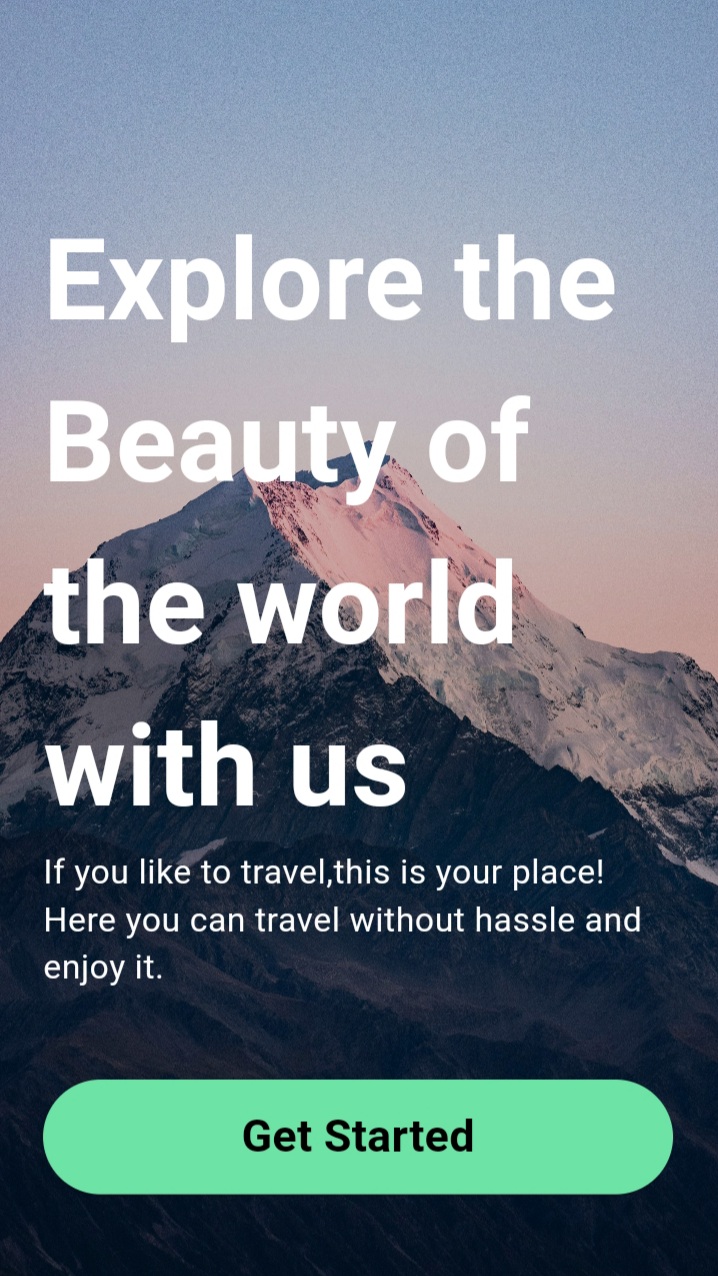 Explore the
Beauty of
the world
with us
If you like to travel,this is your place!
Here you can travel without hassle and
enjoy it.
Get Started